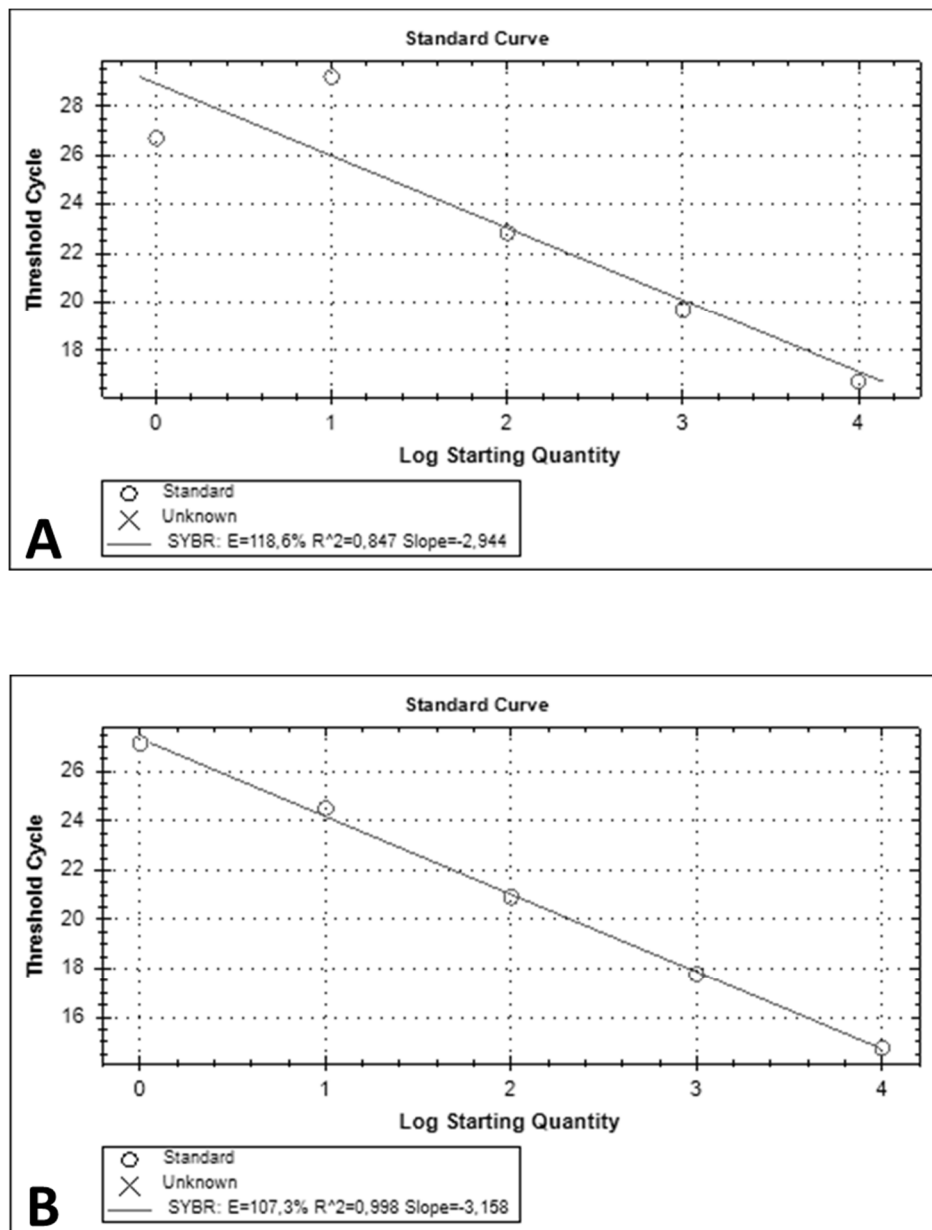 Standard Curve
28
26
24
22
20
18
Threshold Cycle
0 1 2 3 4
Log Starting Quantity
Standard
Unknown
SYBR: E=118,6% R^2=0,847 Slope=-2,944
A
Standard Curve
26
24
22
20
18
16
Threshold Cycle
0 1 2 3 4
Log Starting Quantity
Standard
Unknown
SYBR: E=107,3% R^2=0,998 Slope=-3,158
B